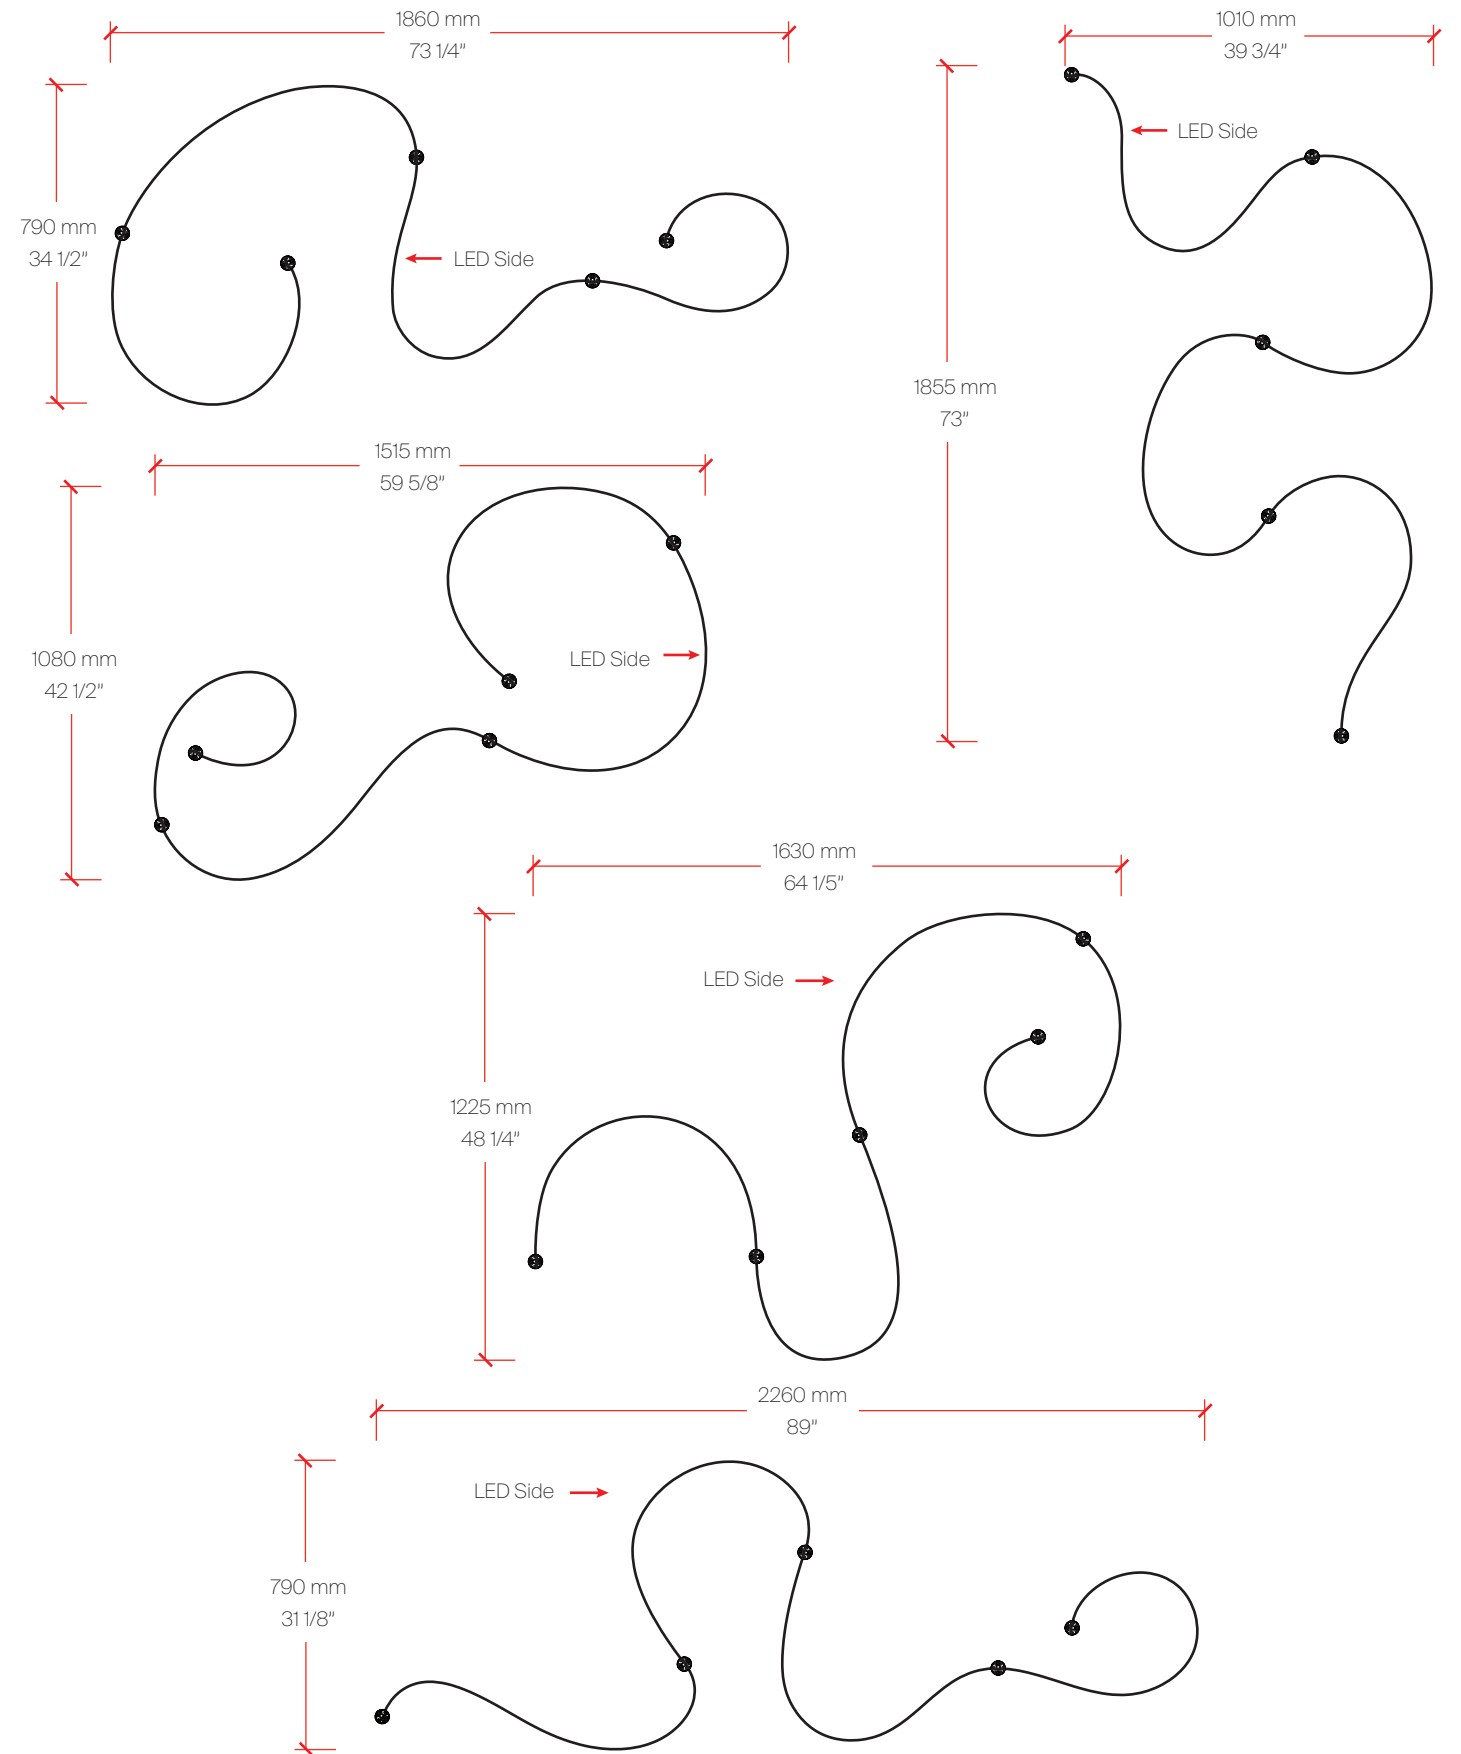 1860 mm
73 1/4"
1010 mm
39 3/4"
LED Side
790 mm
34 1/2"
LED Side
1855 mm
73"
1515 mm
59 5/8"
1080 mm
42 1/2"
LED Side
1630 mm
64 1/5"
LED Side
1225 mm
48 1/4"
2260 mm
89"
LED Side
790 mm
31 1/8"